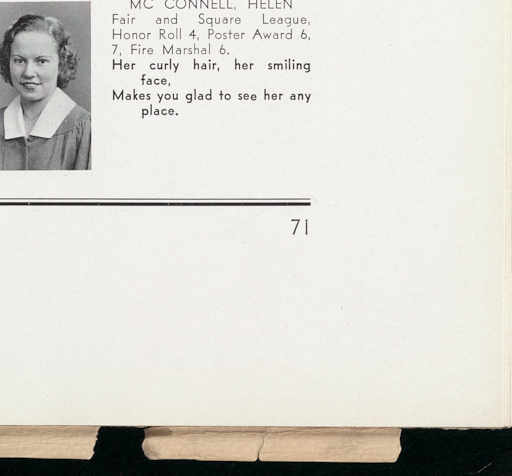 MC CONNELL, HELEN
Fair and Square League,
Honor Roll 4, Poster Award 6,
7, Fire Marshal 6.
Her curly hair, her smiling
face,
Makes you glad to see her any
place.
71